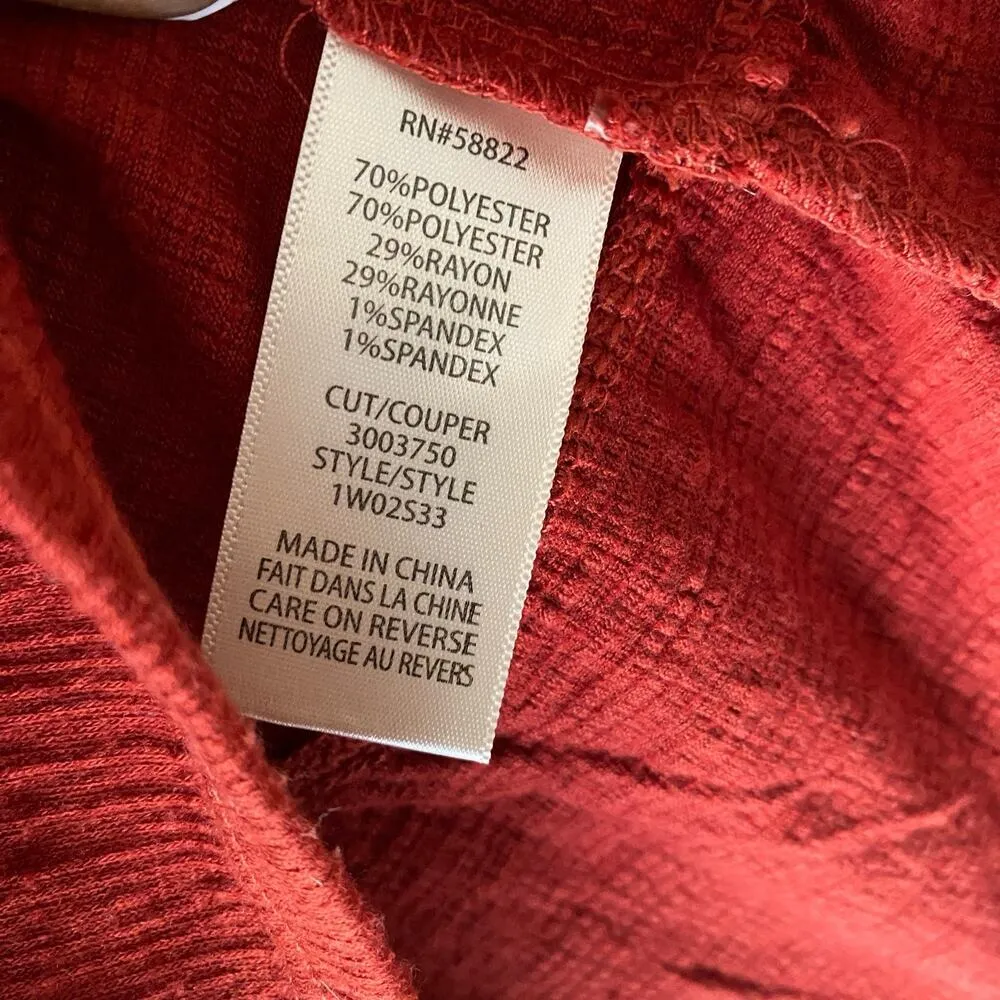 RN#58822
70%POLYESTER
70%POLYESTER
29%RAYON
29%RAYONNE
1%SPANDEX
1%SPANDEX
CUT/COUPER
3003750
STYLE/STYLE
1W02S33
MADE IN CHINA
FAIT DANS LA CHINE
CARE ON REVERSE
NETTOYAGE AU REVERS